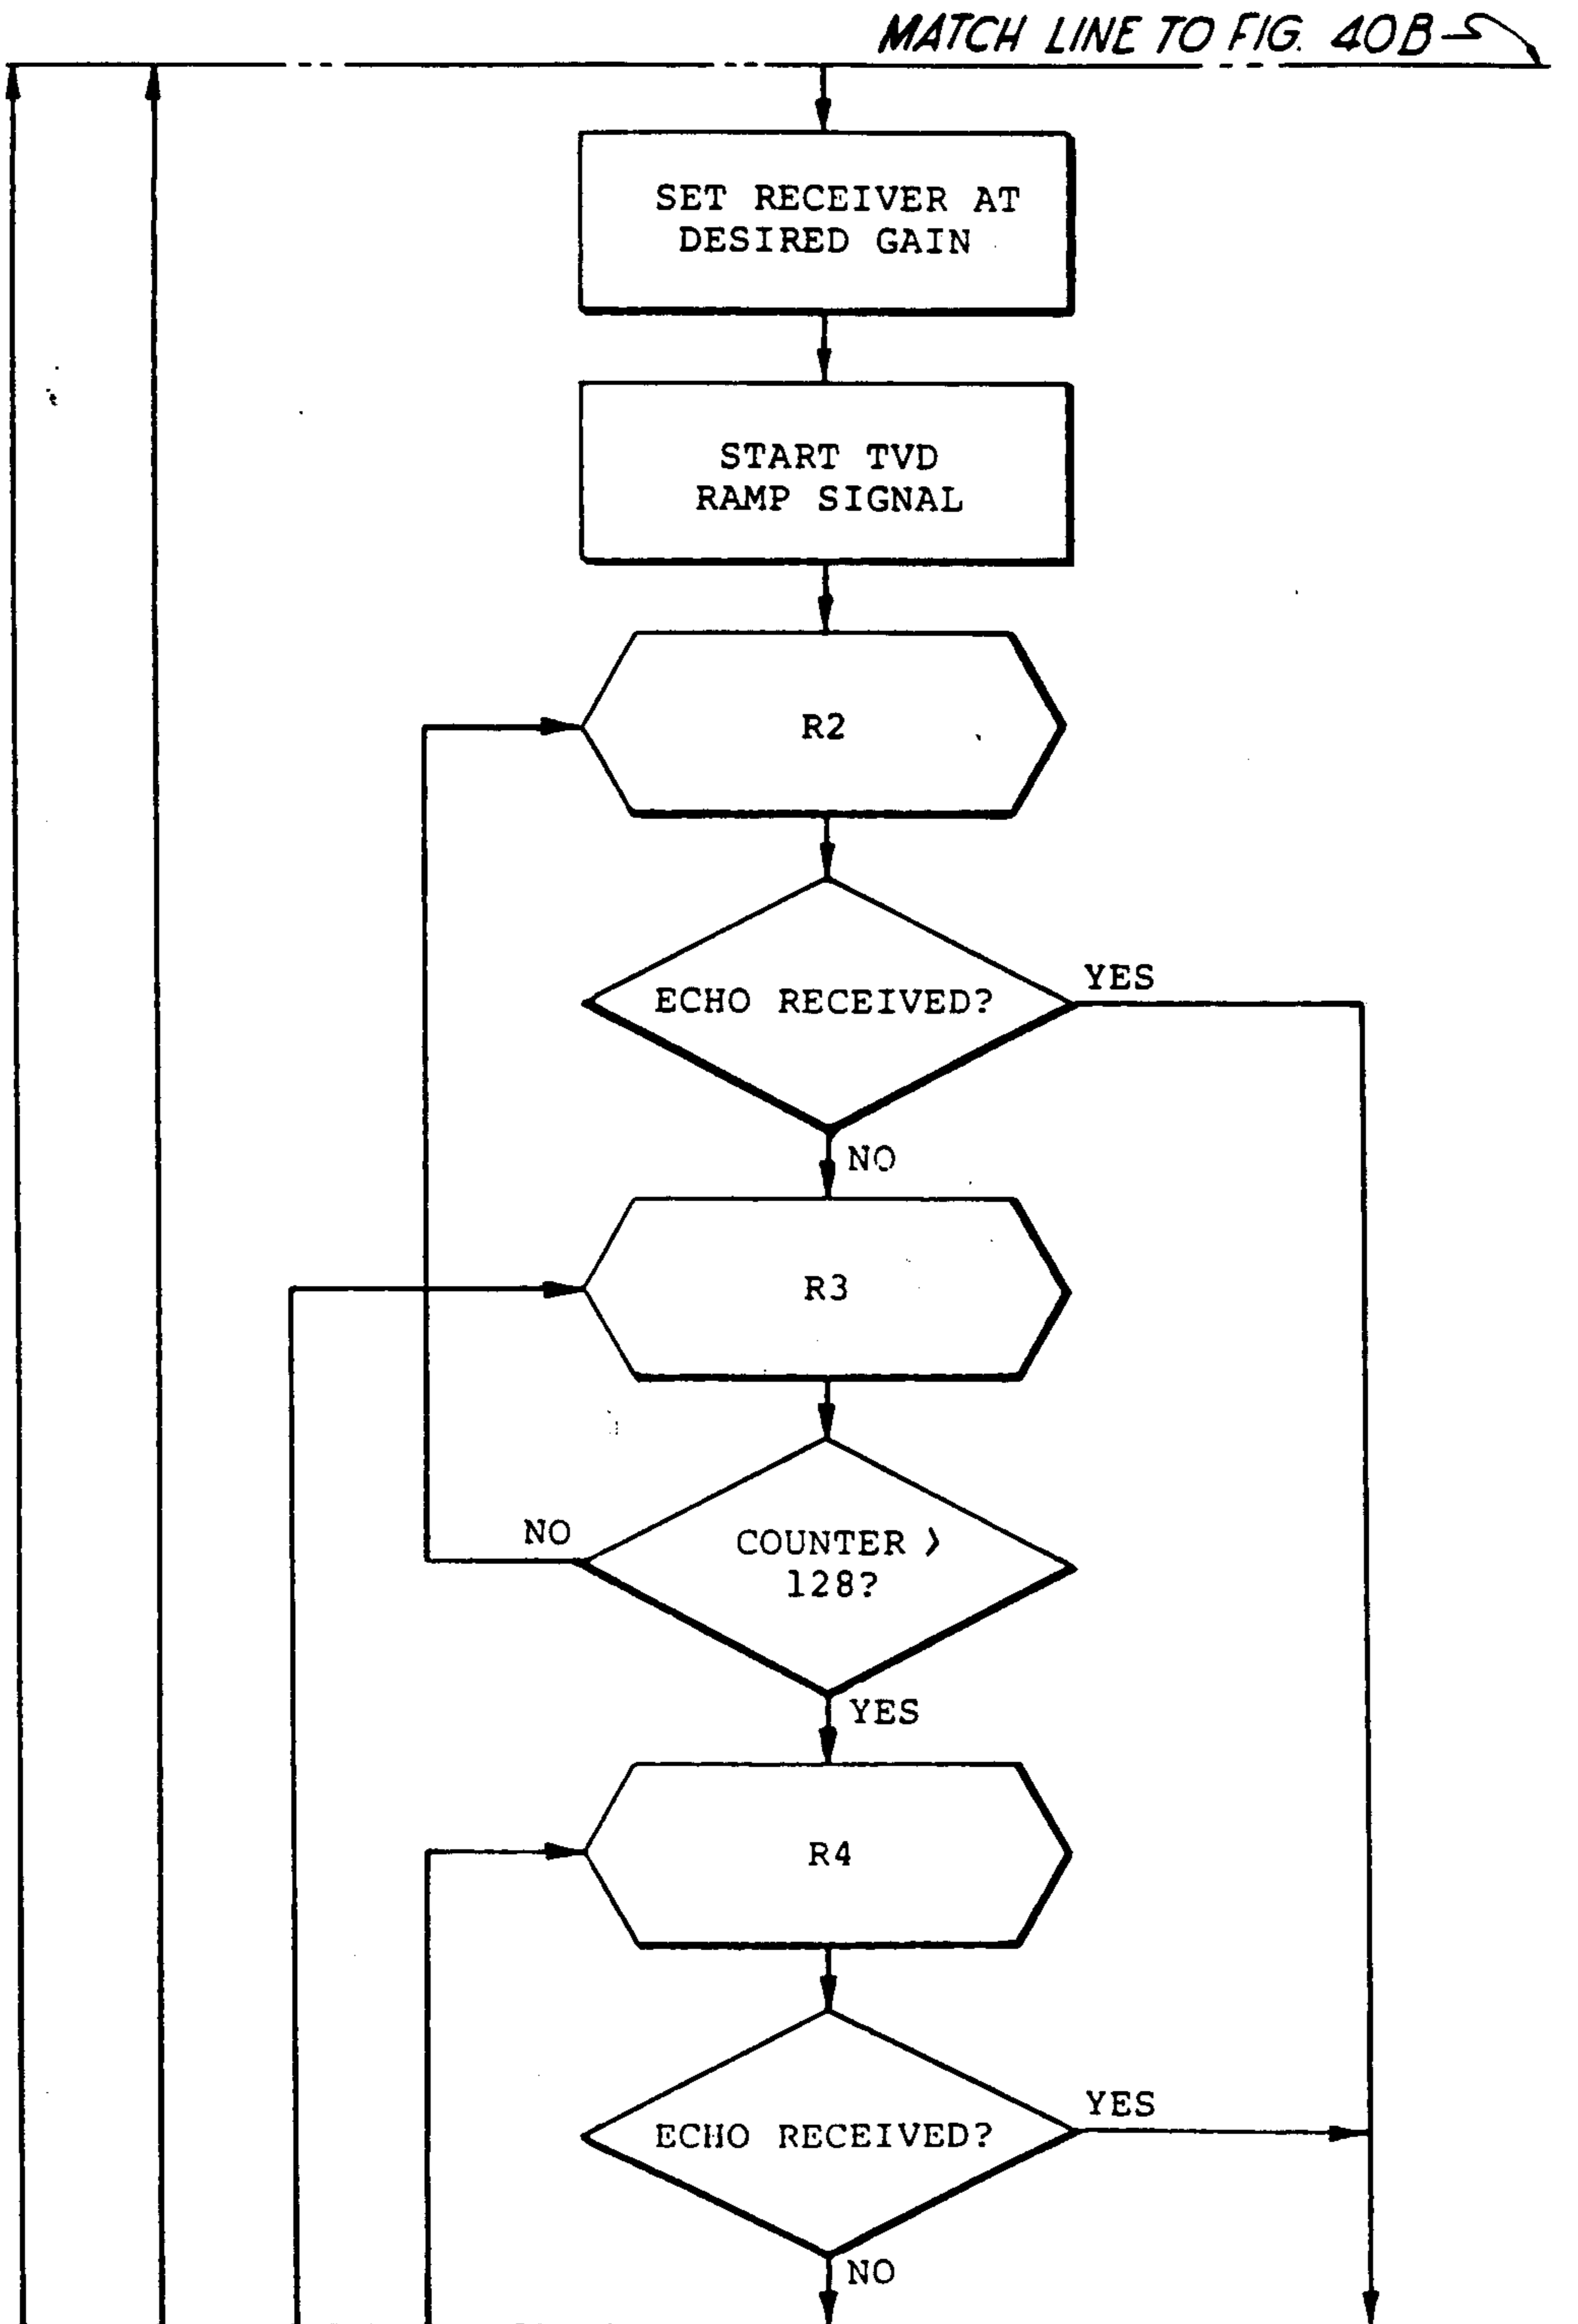 MATCH LINE TO FIG. 40B
SET RECEIVER AT
DESIRED GAIN
START TVD
RAMP SIGNAL
R2
ECHO RECEIVED?
YES
NO
R3
NO
COUNTER >
128?
YES
R4
ECHO RECEIVED?
YES
NO